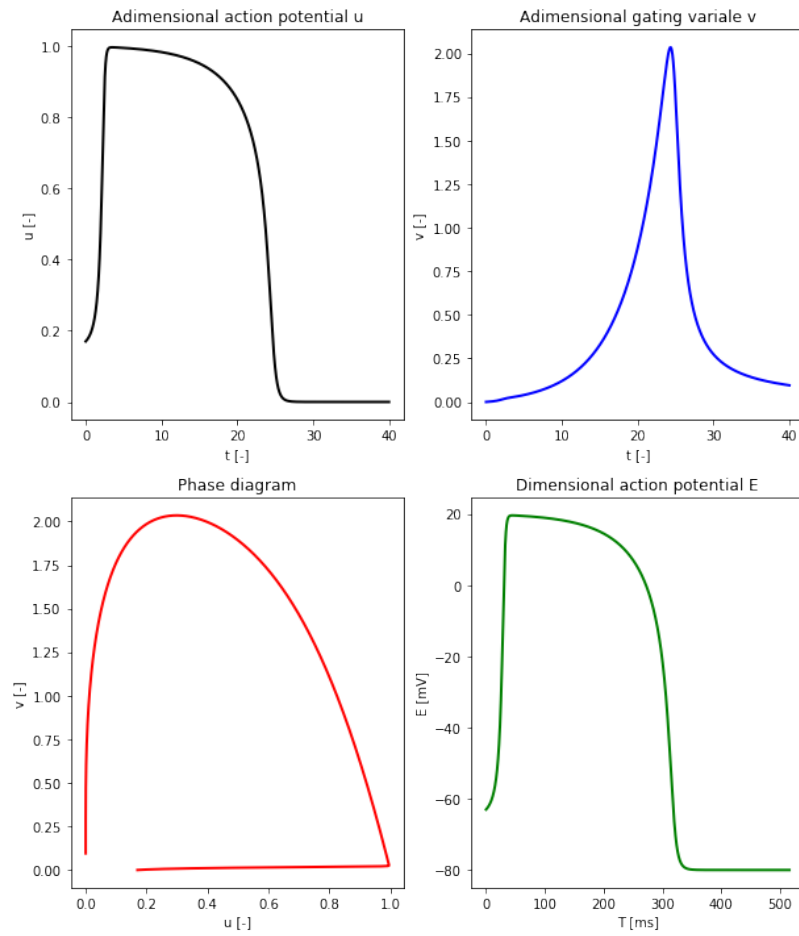 Adimensional action potential u
1.0
0.8
0.6
0.4
0.2
0.0
u [-]
0 10 20 30 40
t [-]
Adimensional gating variale v
2.00
1.75
1.50
1.25
1.00
0.75
0.50
0.25
0.00
v [-]
0 10 20 30 40
t [-]
Phase diagram
2.00
1.75
1.50
1.25
1.00
0.75
0.50
0.25
0.00
v [-]
0.0 0.2 0.4 0.6 0.8 1.0
u [-]
Dimensional action potential E
20
0
−20
−40
−60
−80
E [mV]
0 100 200 300 400 500
T [ms]